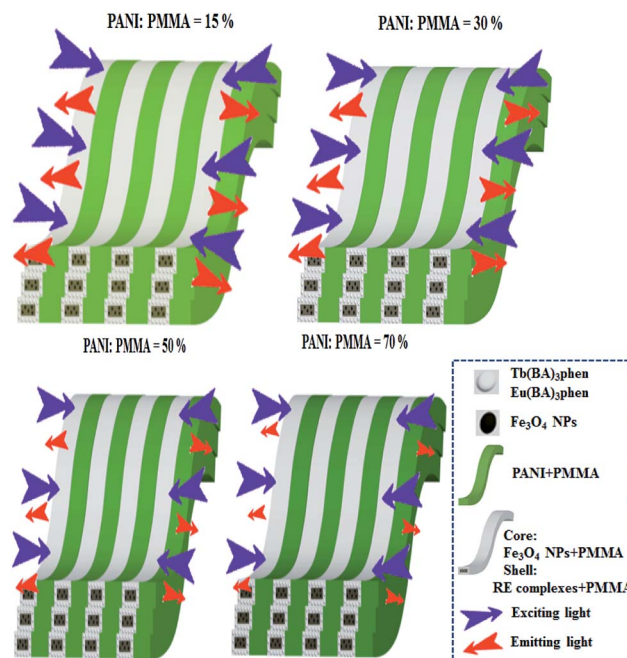 PANI: PMMA = 15 %
PANI: PMMA = 30 %
PANI: PMMA = 50 %
PANI: PMMA = 70 %
Tb(BA)₃phen
Eu(BA)₃phen
Fe₃O₄ NPs
PANI+PMMA
Core:
Fe₃O₄ NPs+PMMA
Shell:
RE complexes+PMMA
Exciting light
Emitting light